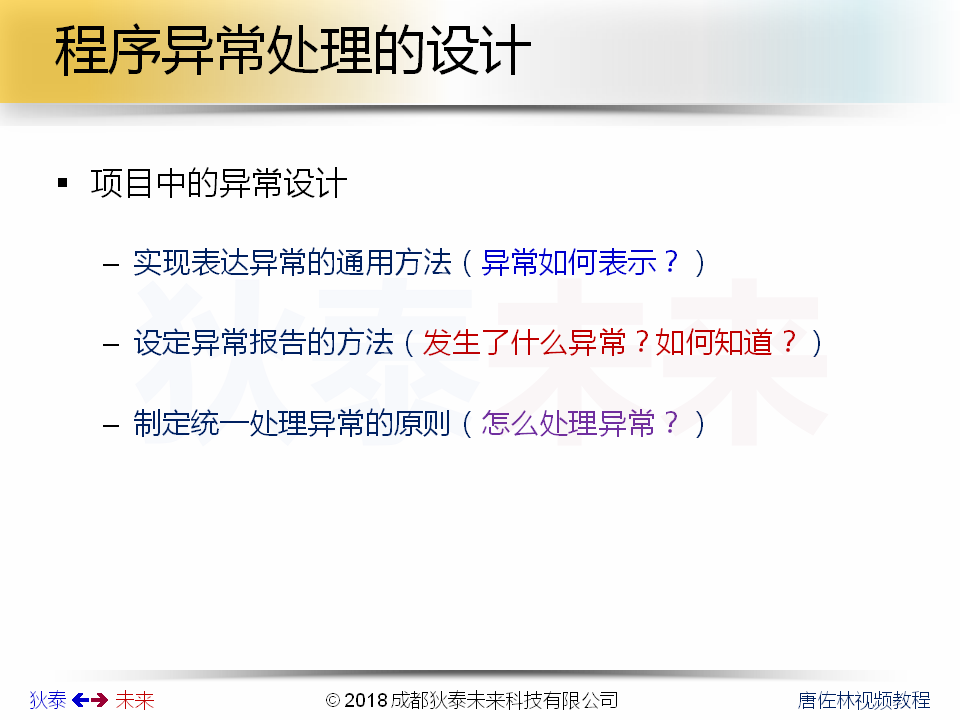 程序异常处理的设计
▪ 项目中的异常设计
– 实现表达异常的通用方法（异常如何表示？）
– 设定异常报告的方法（发生了什么异常？如何知道？）
– 制定统一处理异常的原则（怎么处理异常？）
狄泰未来
狄泰 ←→ 未来 © 2018 成都狄泰未来科技有限公司 唐佐林视频教程